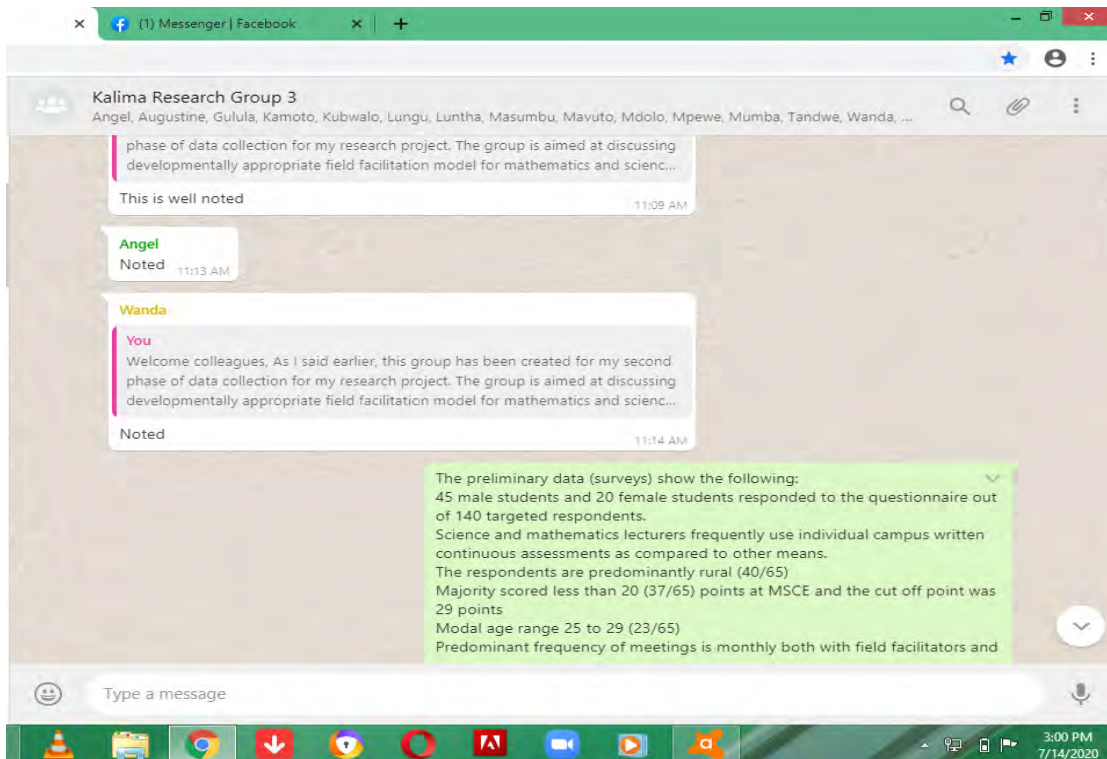 (1) Messenger | Facebook
Kalima Research Group 3
Angel, Augustine, Gulula, Kamoto, Kubwalo, Lungu, Luntha, Masumbu, Mavuto, Mdolo, Mpewe, Mumba, Tandwe, Wanda, ...
phase of data collection for my research project. The group is aimed at discussing
developmentally appropriate field facilitation model for mathematics and scienc...
This is well noted
11:09 AM
Angel
Noted 11:13 AM
Wanda
You
Welcome colleagues, As I said earlier, this group has been created for my second
phase of data collection for my research project. The group is aimed at discussing
developmentally appropriate field facilitation model for mathematics and scienc...
Noted
11:14 AM
The preliminary data (surveys) show the following:
45 male students and 20 female students responded to the questionnaire out
of 140 targeted respondents.
Science and mathematics lecturers frequently use individual campus written
continuous assessments as compared to other means.
The respondents are predominantly rural (40/65)
Majority scored less than 20 (37/65) points at MSCE and the cut off point was
29 points
Modal age range 25 to 29 (23/65)
Predominant frequency of meetings is monthly both with field facilitators and
Type a message
3:00 PM
7/14/2020